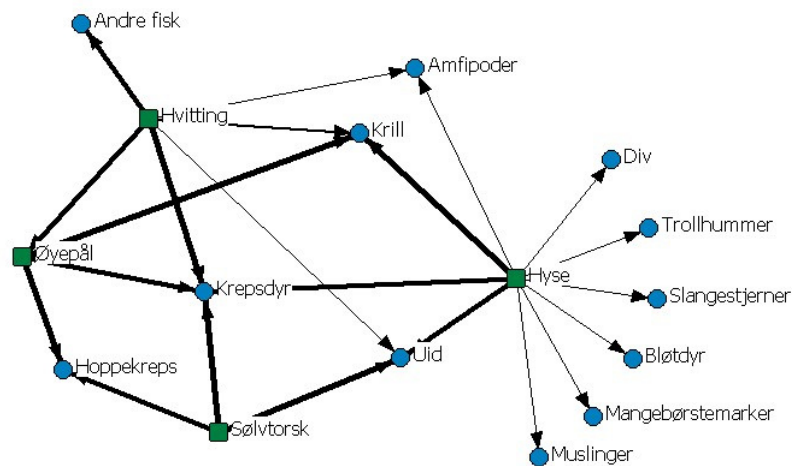 Andre fisk
Amfipoder
Hvitting
Krill
Div
Trollhummer
Øyepål
Hyse
Krepsdyr
Slangestjerner
Uid
Bløtdyr
Hoppekreps
Mangebørstemarker
Sølvtorsk
Muslinger